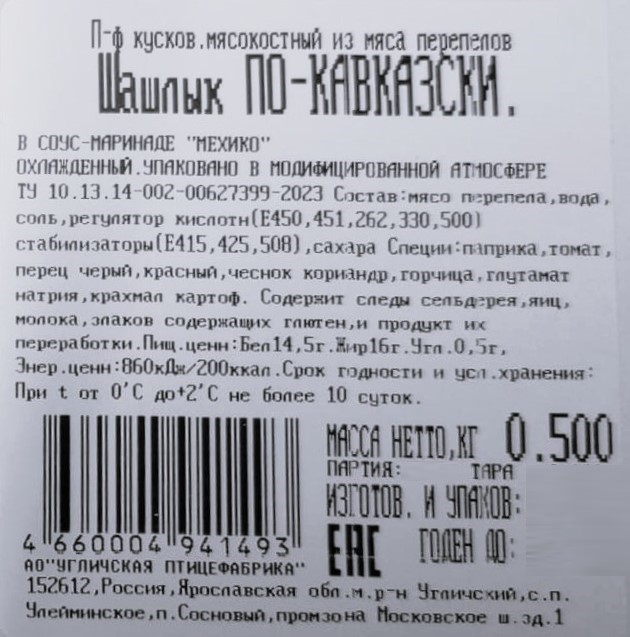 П-ф кусков.мясокостный из мяса перепелов
Шашлык ПО-КАВКАЗСКИ.
В СОУС-МАРИНАДЕ "МЕХИКО"
ОХЛАЖДЕННЫЙ.УПАКОВАНО В МОДИФИЦИРОВАННОЙ АТМОСФЕРЕ
ТУ 10.13.14-002-00627399-2023 Состав:мясо перепела,вода,
соль,регулятор кислотн(Е450,451,262,330,500)
стабилизаторы(Е415,425,508),сахара Специи:паприка,томат,
перец черый,красный,чеснок кориандр,горчица,глутамат
натрия,крахмал картоф. Содержит следы сельдерея,яиц,
молока,злаков содержащих глютен,и продукт их
переработки.Пищ.ценн:Бел14,5г.Жир16г.Угл.0,5г,
Энер.ценн:860кДж/200ккал.Срок годности и усл.хранения:
При t от 0'С до+2'С не более 10 суток.
МАССА НЕТТО,КГ 0.500
ПАРТИЯ: ТАРА
ИЗГОТОВ. И УПАКОВ:
ЕАС ГОДЕН ДО:
4 660004 941493
АО"УГЛИЧСКАЯ ПТИЦЕФАБРИКА"
152612,Россия,Ярославская обл.м.р-н Угличский,с.п.
Улейминское,п.Сосновый,промзона Московское ш.зд.1